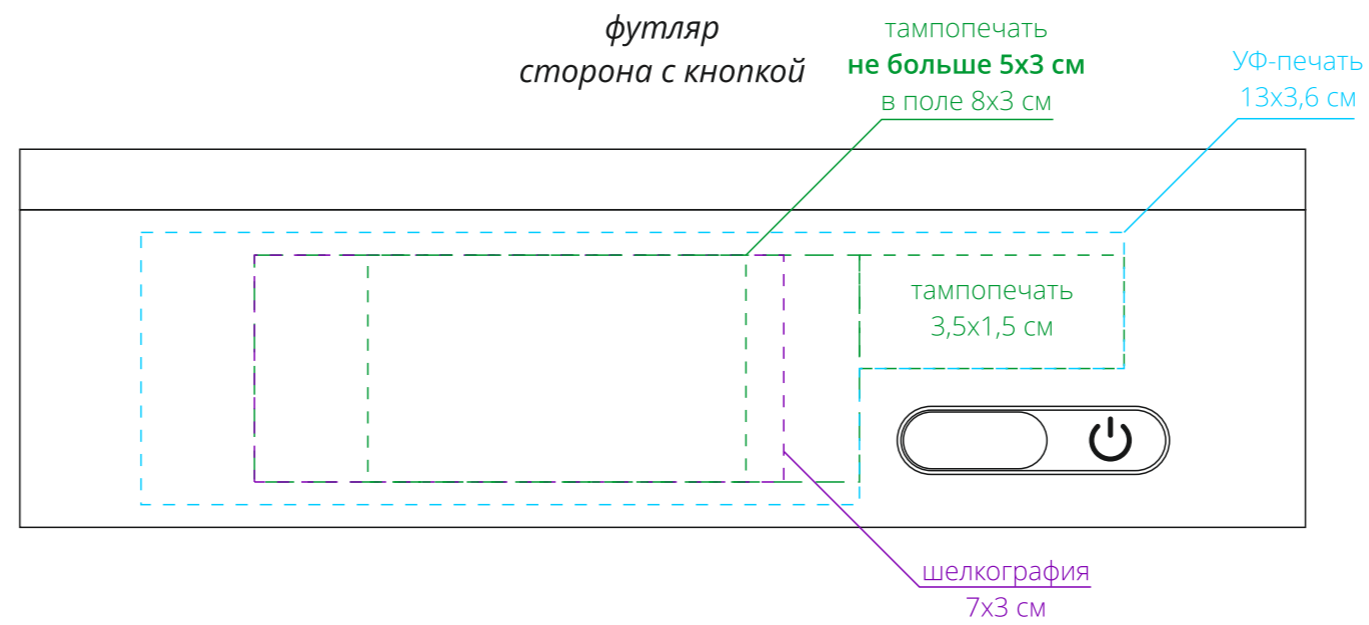 футляр
сторона с кнопкой
тампопечать
не больше 5х3 см
в поле 8х3 см
УФ-печать
13х3,6 см
тампопечать
3,5х1,5 см
шелкография
7х3 см